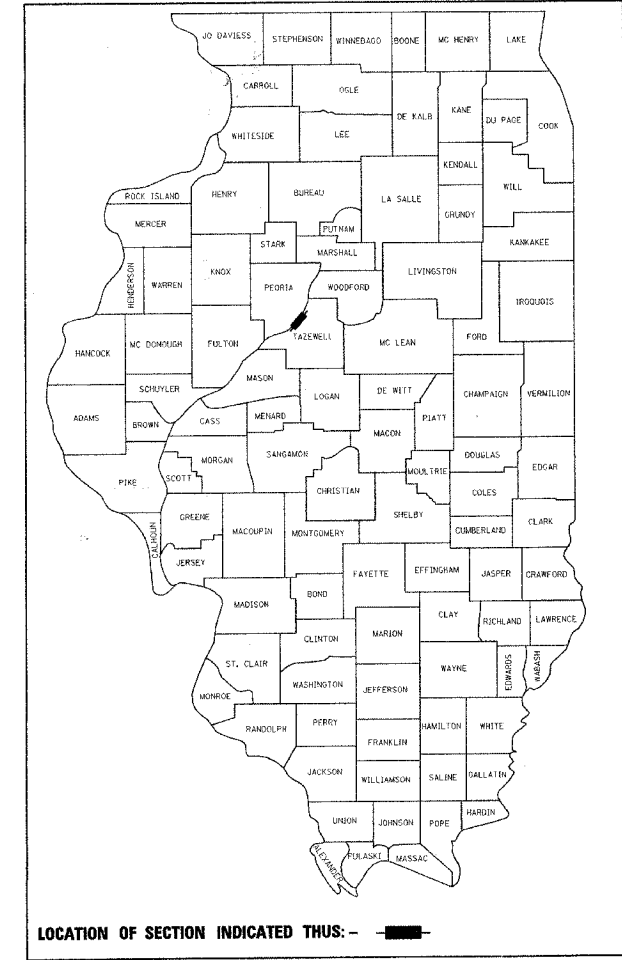 JO DAVIESS STEPHENSON WINNEBAGO BOONE MC HENRY LAKE
CARROLL OGLE DE KALB KANE DU PAGE COOK
WHITESIDE LEE
KENDALL WILL
ROCK ISLAND HENRY BUREAU LA SALLE GRUNDY
MERCER PUTNAM
STARK MARSHALL KANKAKEE
HENDERSON WARREN KNOX PEORIA WOODFORD LIVINGSTON IROQUOIS
HANCOCK MC DONOUGH FULTON TAZEWELL MC LEAN FORD
MASON
SCHUYLER LOGAN DE WITT CHAMPAIGN VERMILION
ADAMS BROWN CASS MENARD PIATT
MACON
MORGAN SANGAMON DOUGLAS
PIKE SCOTT CHRISTIAN MOULTRIE COLES EDGAR
GREENE MACOUPIN MONTGOMERY SHELBY
CALHOUN CUMBERLAND CLARK
JERSEY FAYETTE EFFINGHAM JASPER CRAWFORD
MADISON BOND
CLAY RICHLAND LAWRENCE
CLINTON MARION
ST. CLAIR WAYNE EDWARDS WABASH
WASHINGTON JEFFERSON
MONROE
RANDOLPH PERRY HAMILTON WHITE
FRANKLIN
JACKSON WILLIAMSON SALINE GALLATIN
UNION JOHNSON POPE HARDIN
ALEXANDER PULASKI MASSAC
LOCATION OF SECTION INDICATED THUS: -